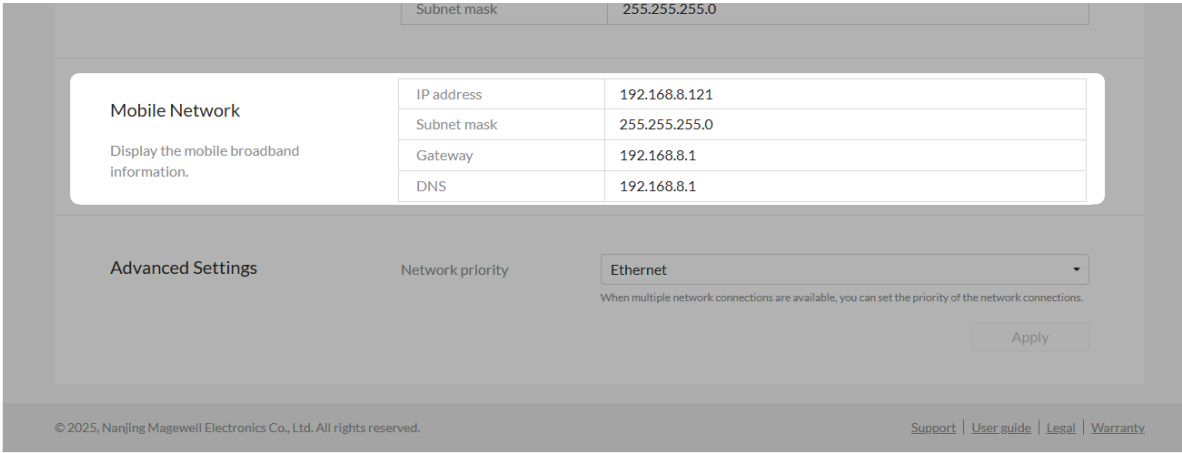 Subnet mask 255.255.255.0
Mobile Network
Display the mobile broadband
information.
IP address 192.168.8.121
Subnet mask 255.255.255.0
Gateway 192.168.8.1
DNS 192.168.8.1
Advanced Settings
Network priority Ethernet
When multiple network connections are available, you can set the priority of the network connections.
Apply
© 2025, Nanjing Magewell Electronics Co., Ltd. All rights reserved.
Support | User guide | Legal | Warranty